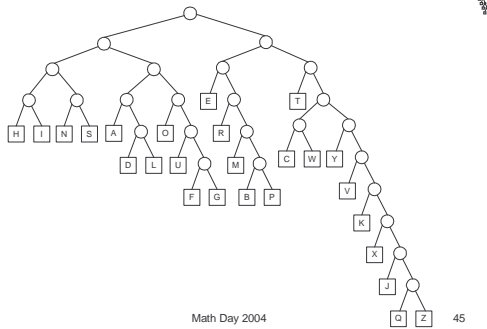 E T
H I N S A O R
C W Y
D L U M
V
F G B P
K
X
J
Q Z
Math Day 2004 45